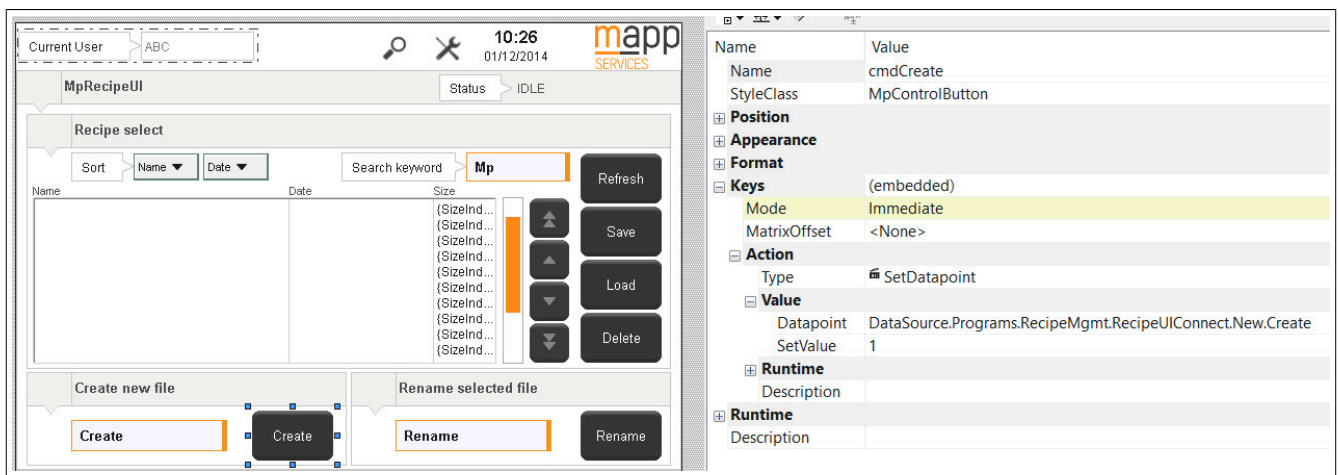 Current User ABC 10:26 01/12/2014 mapp SERVICES
MpRecipeUI Status IDLE
Recipe select
Sort Name Date Search keyword Mp Refresh
Name Date Size
{SizeInd...
{SizeInd...
{SizeInd...
{SizeInd...
{SizeInd...
{SizeInd...
{SizeInd...
{SizeInd...
{SizeInd...
{SizeInd...
Save
Load
Delete
Create new file Rename selected file
Create Create Rename Rename
Name Value
Name cmdCreate
StyleClass MpControlButton
Position
Appearance
Format
Keys (embedded)
Mode Immediate
MatrixOffset <None>
Action
Type SetDatapoint
Value
Datapoint DataSource.Programs.RecipeMgmt.RecipeUIConnect.New.Create
SetValue 1
Runtime
Description
Runtime
Description